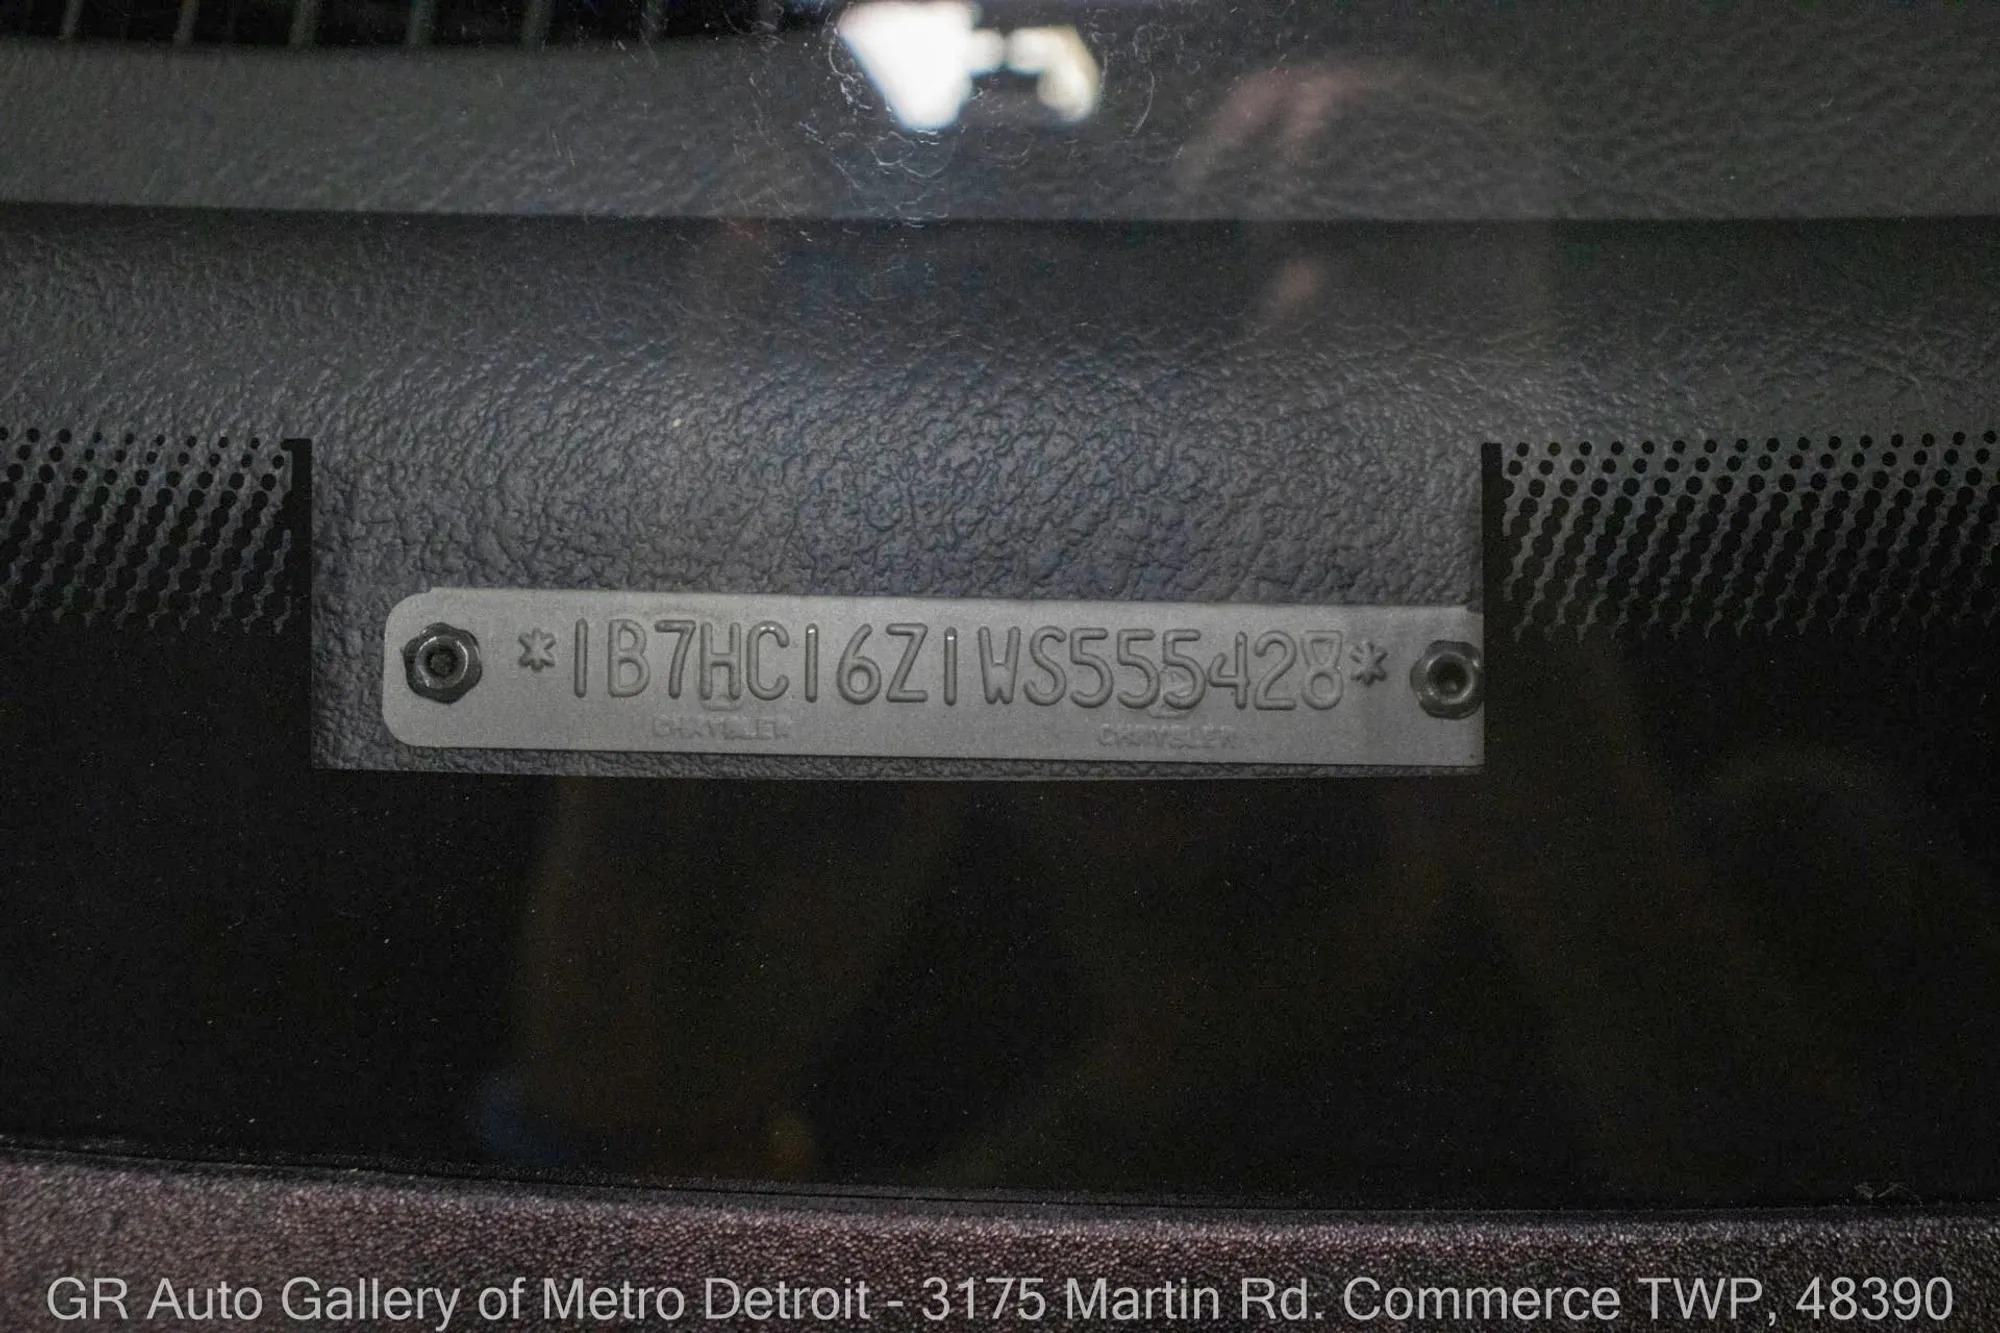 *1B7HC16Z1WS555428*
CHRYSLER CHRYSLER
GR Auto Gallery of Metro Detroit - 3175 Martin Rd. Commerce TWP, 48390